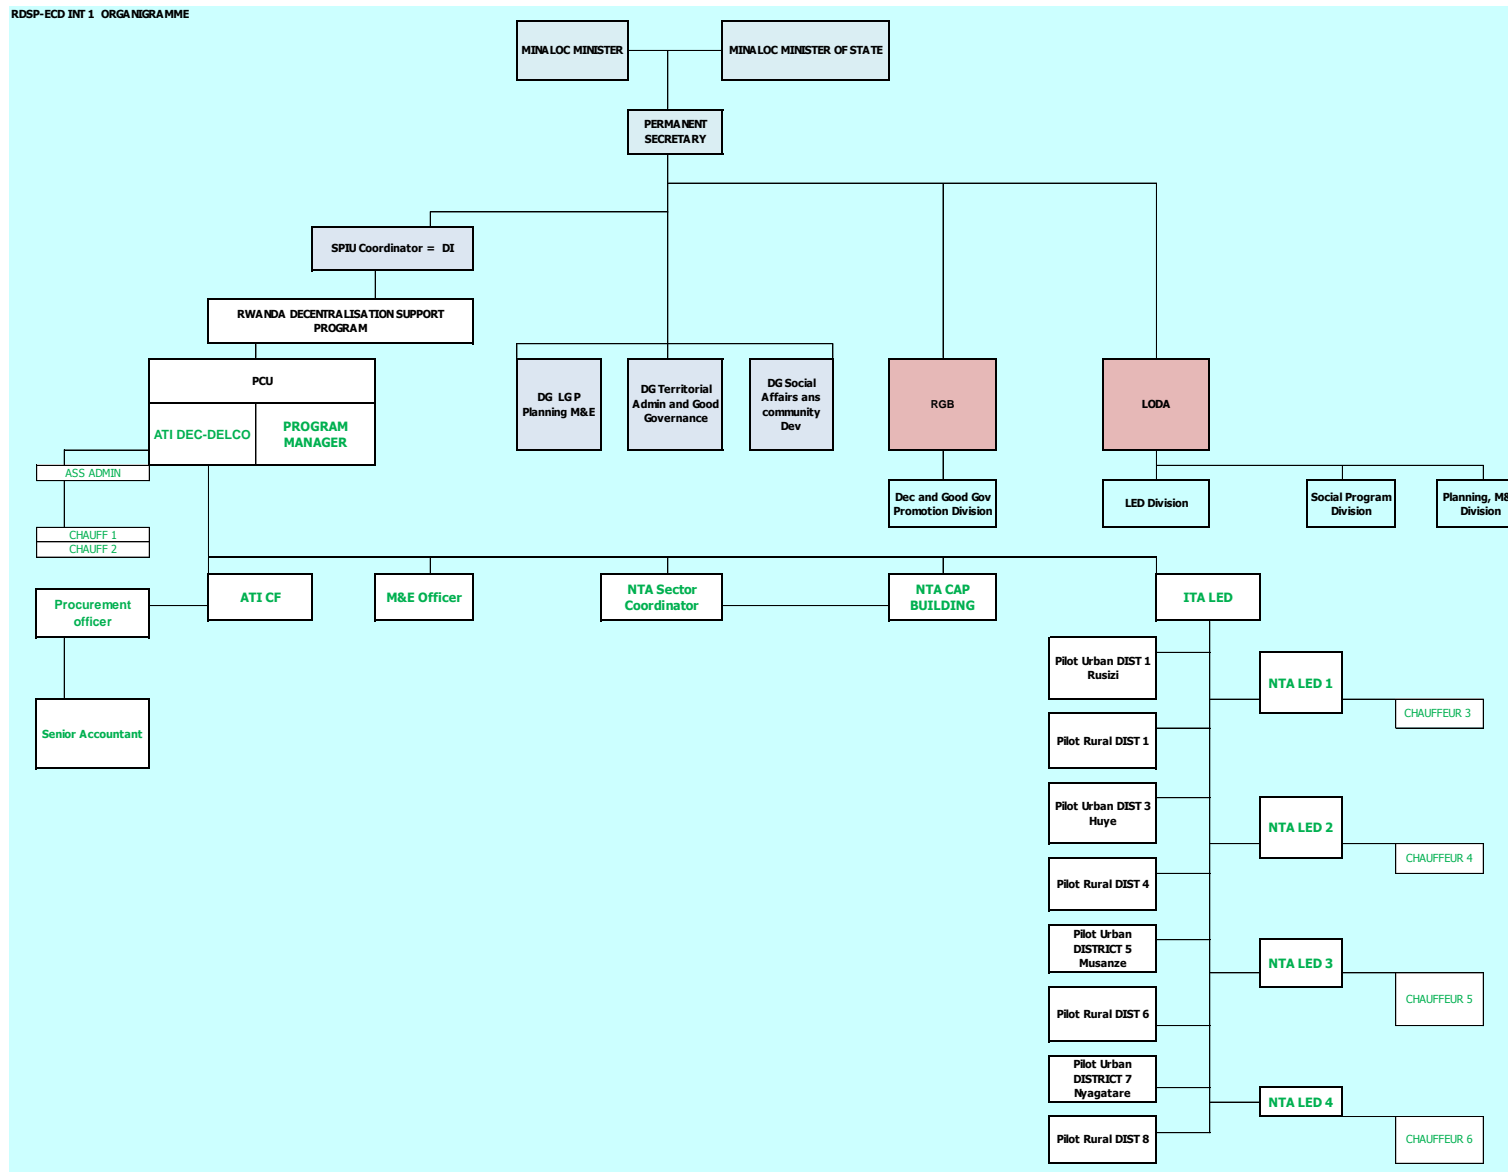 RDSP-ECD INT 1 ORGANIGRAMME
MINALOC MINISTER
MINALOC MINISTER OF STATE
PERMANENT
SECRETARY
SPIU Coordinator = DI
RWANDA DECENTRALISATION SUPPORT
PROGRAM
PCU
ATI DEC-DELCO
PROGRAM
MANAGER
DG LG P
Planning M&E
DG Territorial
Admin and Good
Governance
DG Social
Affairs ans
community
Dev
RGB
LODA
ASS ADMIN
CHAUFF 1
CHAUFF 2
Dec and Good Gov
Promotion Division
LED Division
Social Program
Division
Planning, M&
Division
Procurement
officer
ATI CF
M&E Officer
NTA Sector
Coordinator
NTA CAP
BUILDING
ITA LED
Senior Accountant
Pilot Urban DIST 1
Rusizi
NTA LED 1
CHAUFFEUR 3
Pilot Rural DIST 1
Pilot Urban DIST 3
Huye
NTA LED 2
CHAUFFEUR 4
Pilot Rural DIST 4
Pilot Urban
DISTRICT 5
Musanze
NTA LED 3
CHAUFFEUR 5
Pilot Rural DIST 6
Pilot Urban
DISTRICT 7
Nyagatare
NTA LED 4
CHAUFFEUR 6
Pilot Rural DIST 8